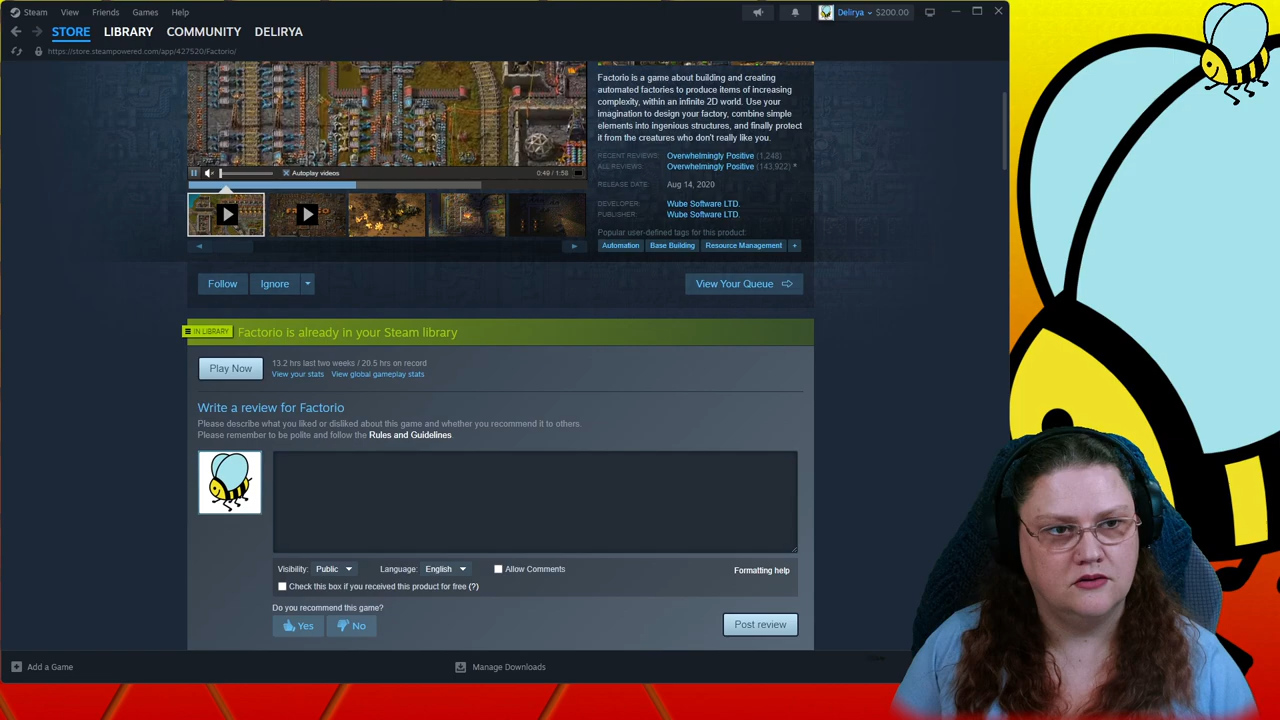 Steam View Friends Games Help
Delirya $200.00
STORE LIBRARY COMMUNITY DELIRYA
https://store.steampowered.com/app/427520/Factorio/
Factorio is a game about building and creating
automated factories to produce items of increasing
complexity, within an infinite 2D world. Use your
imagination to design your factory, combine simple
elements into ingenious structures, and finally protect
it from the creatures who don't really like you.
RECENT REVIEWS: Overwhelmingly Positive (1,248)
ALL REVIEWS: Overwhelmingly Positive (143,922) *
RELEASE DATE: Aug 14, 2020
DEVELOPER: Wube Software LTD.
PUBLISHER: Wube Software LTD.
Popular user-defined tags for this product:
Automation Base Building Resource Management +
Autoplay videos 0:49 / 1:58
Follow Ignore View Your Queue
IN LIBRARY Factorio is already in your Steam library
Play Now 13.2 hrs last two weeks / 20.5 hrs on record
View your stats View global gameplay stats
Write a review for Factorio
Please describe what you liked or disliked about this game and whether you recommend it to others.
Please remember to be polite and follow the Rules and Guidelines.
Visibility: Public Language: English Allow Comments Formatting help
Check this box if you received this product for free (?)
Do you recommend this game?
Yes No Post review
Add a Game Manage Downloads